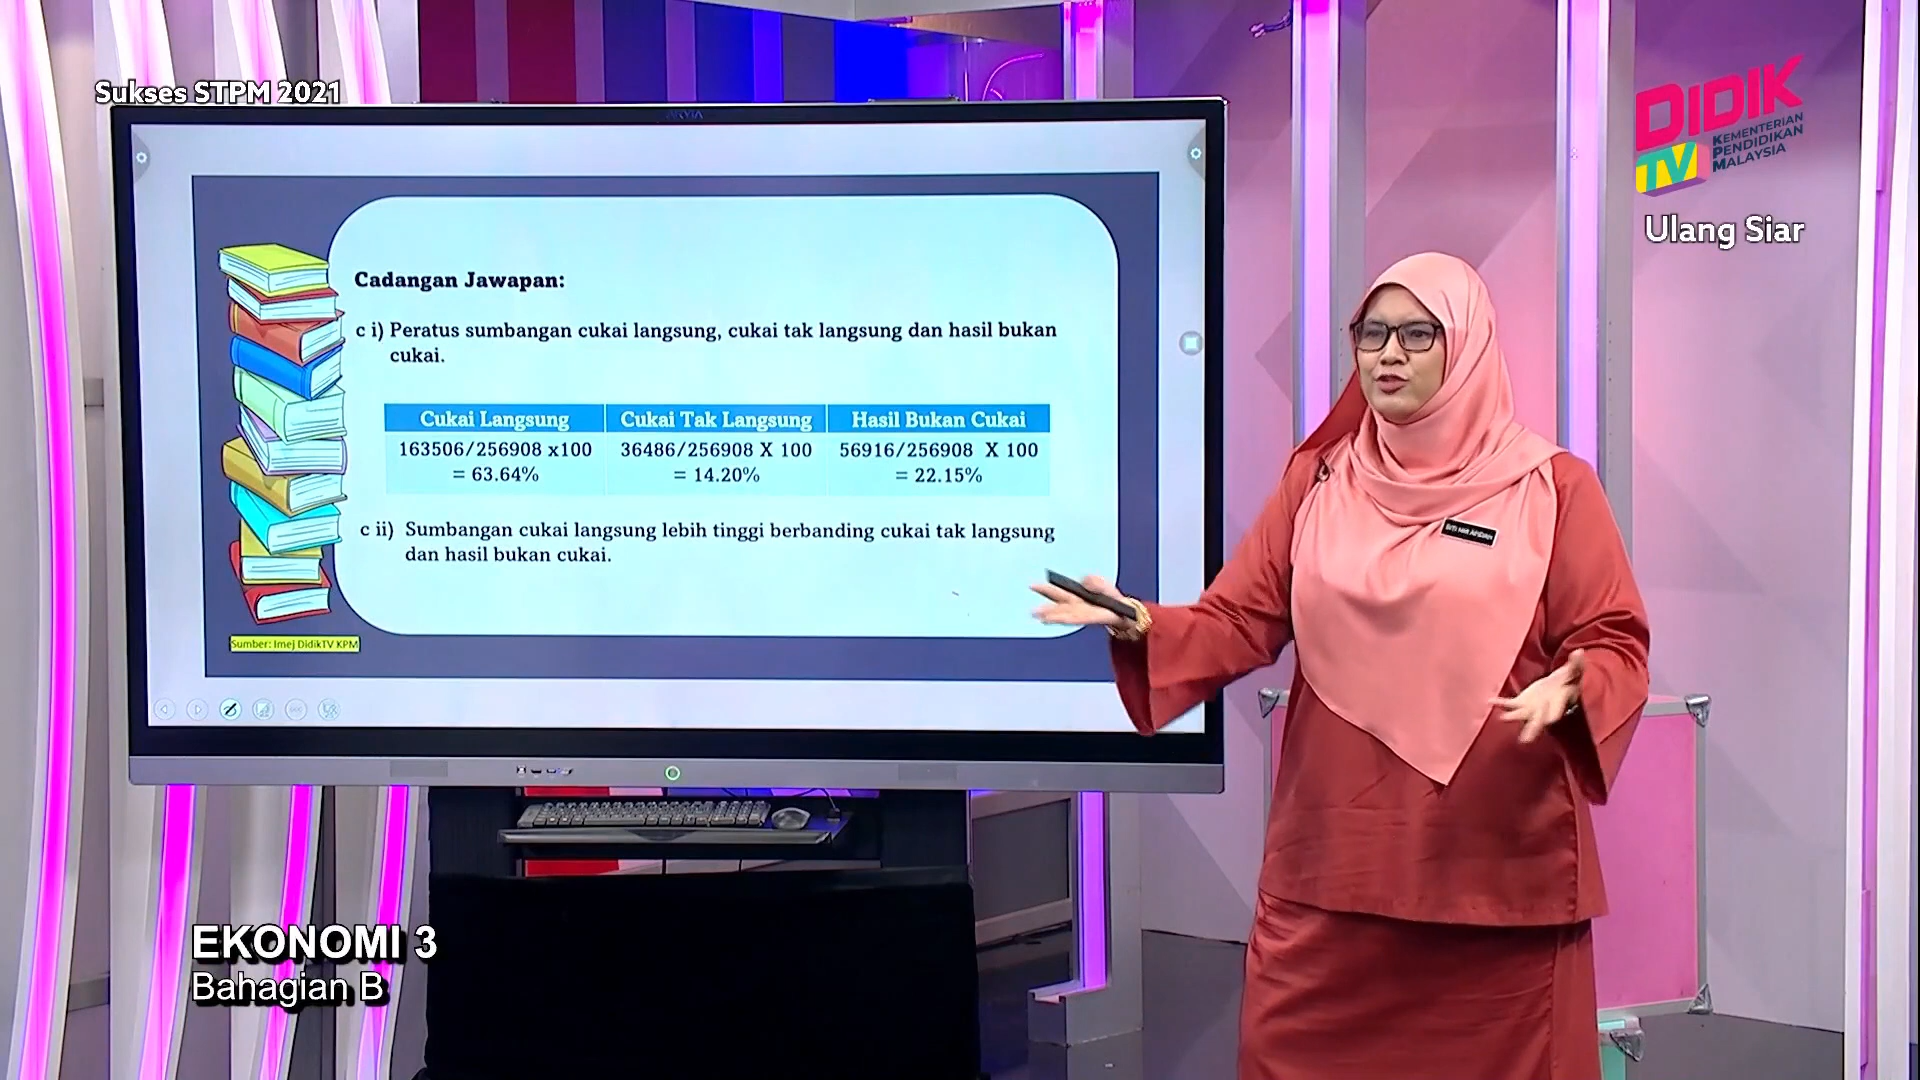 Sukses STPM 2021
DIDIK
TV
KEMENTERIAN
PENDIDIKAN
MALAYSIA
Ulang Siar
Cadangan Jawapan:
c i) Peratus sumbangan cukai langsung, cukai tak langsung dan hasil bukan
cukai.
Cukai Langsung Cukai Tak Langsung Hasil Bukan Cukai
163506/256908 x100 36486/256908 X 100 56916/256908 X 100
= 63.64% = 14.20% = 22.15%
c ii) Sumbangan cukai langsung lebih tinggi berbanding cukai tak langsung
dan hasil bukan cukai.
Sumber: Imej DidikTV KPM
EKONOMI 3
Bahagian B